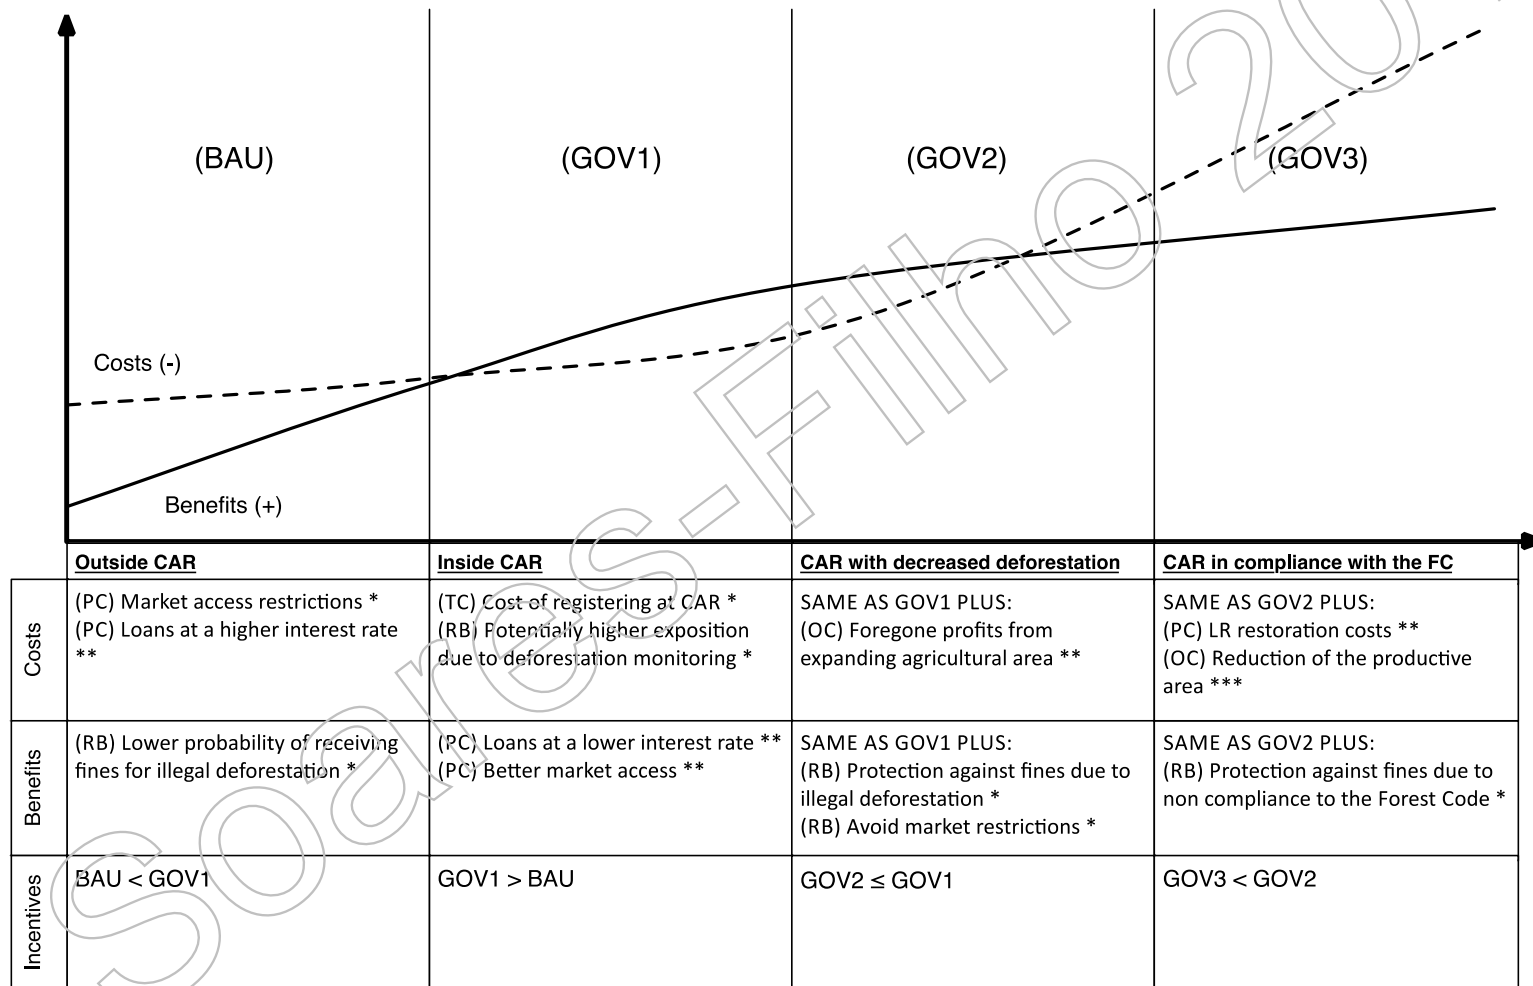 (BAU)
(GOV1)
(GOV2)
(GOV3)
Costs (-)
Benefits (+)
Outside CAR
Inside CAR
CAR with decreased deforestation
CAR in compliance with the FC
Costs
(PC) Market access restrictions *
(PC) Loans at a higher interest rate
**
(TC) Cost of registering at CAR *
(RB) Potentially higher exposition
due to deforestation monitoring *
SAME AS GOV1 PLUS:
(OC) Foregone profits from
expanding agricultural area **
SAME AS GOV2 PLUS:
(PC) LR restoration costs **
(OC) Reduction of the productive
area ***
Benefits
(RB) Lower probability of receiving
fines for illegal deforestation *
(PC) Loans at a lower interest rate **
(PC) Better market access **
SAME AS GOV1 PLUS:
(RB) Protection against fines due to
illegal deforestation *
(RB) Avoid market restrictions *
SAME AS GOV2 PLUS:
(RB) Protection against fines due to
non compliance to the Forest Code *
Incentives
BAU < GOV1
GOV1 > BAU
GOV2 ≤ GOV1
GOV3 < GOV2
Soares-Filho